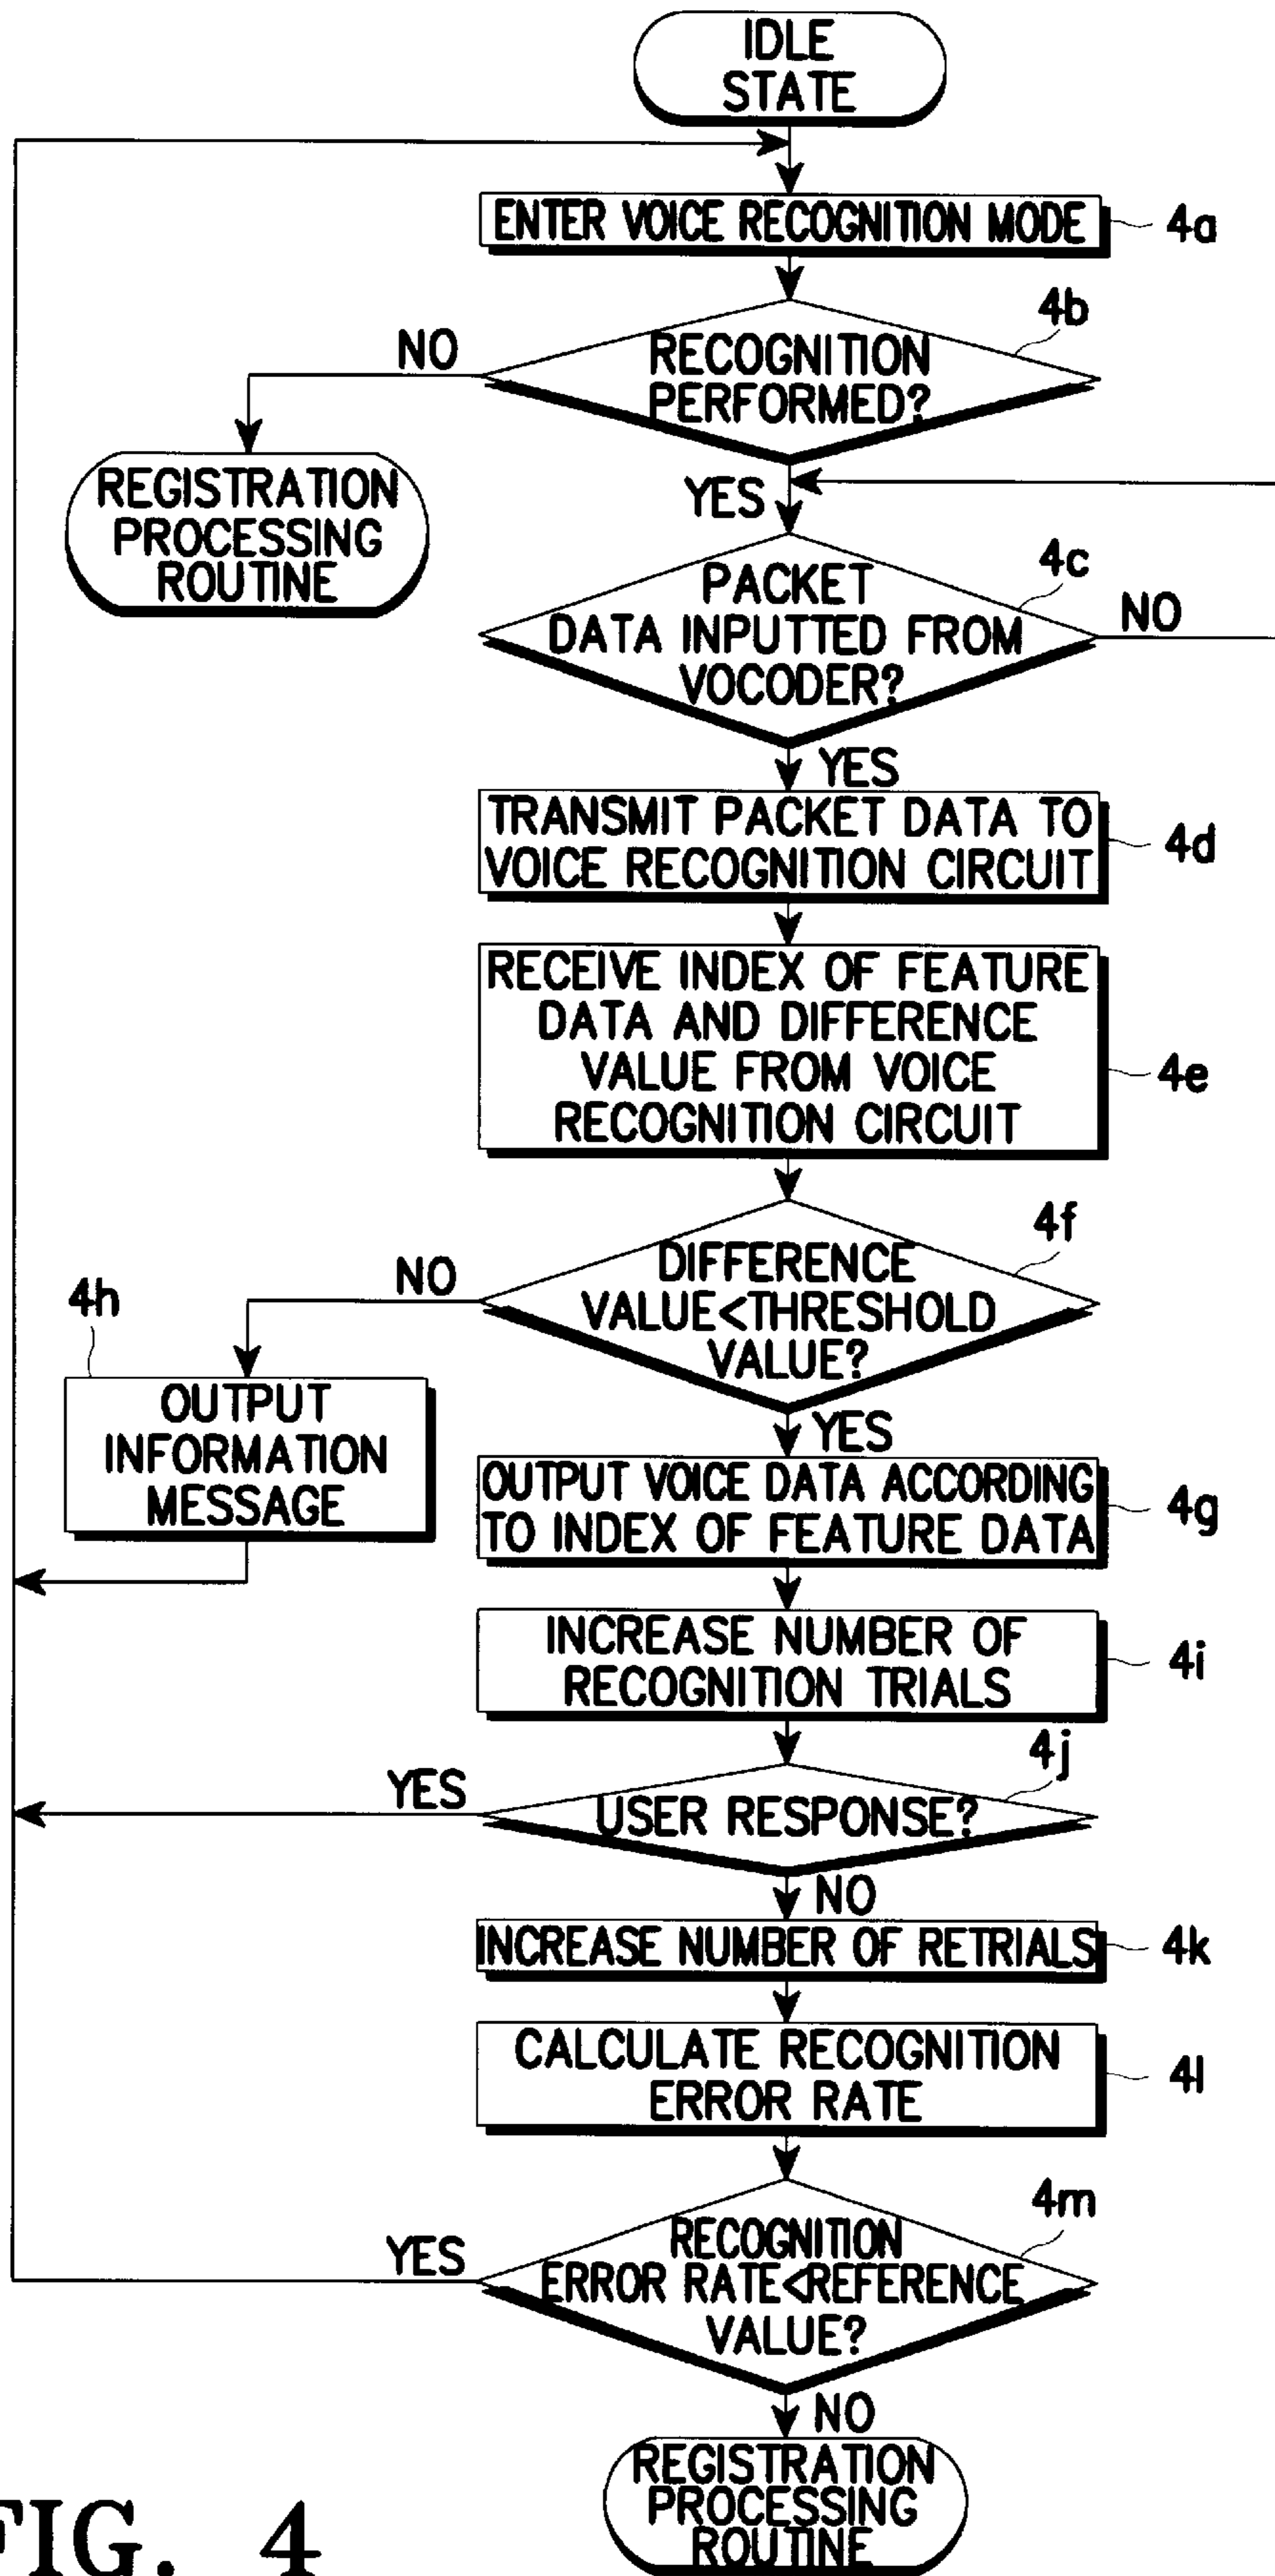 IDLE
STATE
ENTER VOICE RECOGNITION MODE
4a
4b
NO
RECOGNITION
PERFORMED?
REGISTRATION
PROCESSING
ROUTINE
YES
4c
PACKET
DATA INPUTTED FROM
VOCODER?
NO
YES
TRANSMIT PACKET DATA TO
VOICE RECOGNITION CIRCUIT
4d
RECEIVE INDEX OF FEATURE
DATA AND DIFFERENCE
VALUE FROM VOICE
RECOGNITION CIRCUIT
4e
4f
NO
DIFFERENCE
VALUE<THRESHOLD
VALUE?
4h
OUTPUT
INFORMATION
MESSAGE
YES
OUTPUT VOICE DATA ACCORDING
TO INDEX OF FEATURE DATA
4g
INCREASE NUMBER OF
RECOGNITION TRIALS
4i
4j
YES
USER RESPONSE?
NO
INCREASE NUMBER OF RETRIALS
4k
CALCULATE RECOGNITION
ERROR RATE
4l
4m
YES
RECOGNITION
ERROR RATE<REFERENCE
VALUE?
NO
REGISTRATION
PROCESSING
ROUTINE
FIG. 4